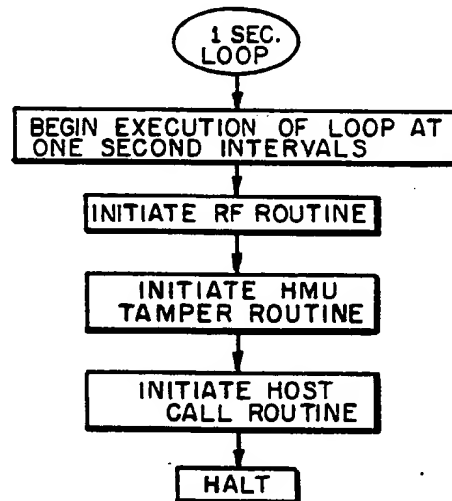 1 SEC.
LOOP
BEGIN EXECUTION OF LOOP AT
ONE SECOND INTERVALS
INITIATE RF ROUTINE
INITIATE HMU
TAMPER ROUTINE
INITIATE HOST
CALL ROUTINE
HALT